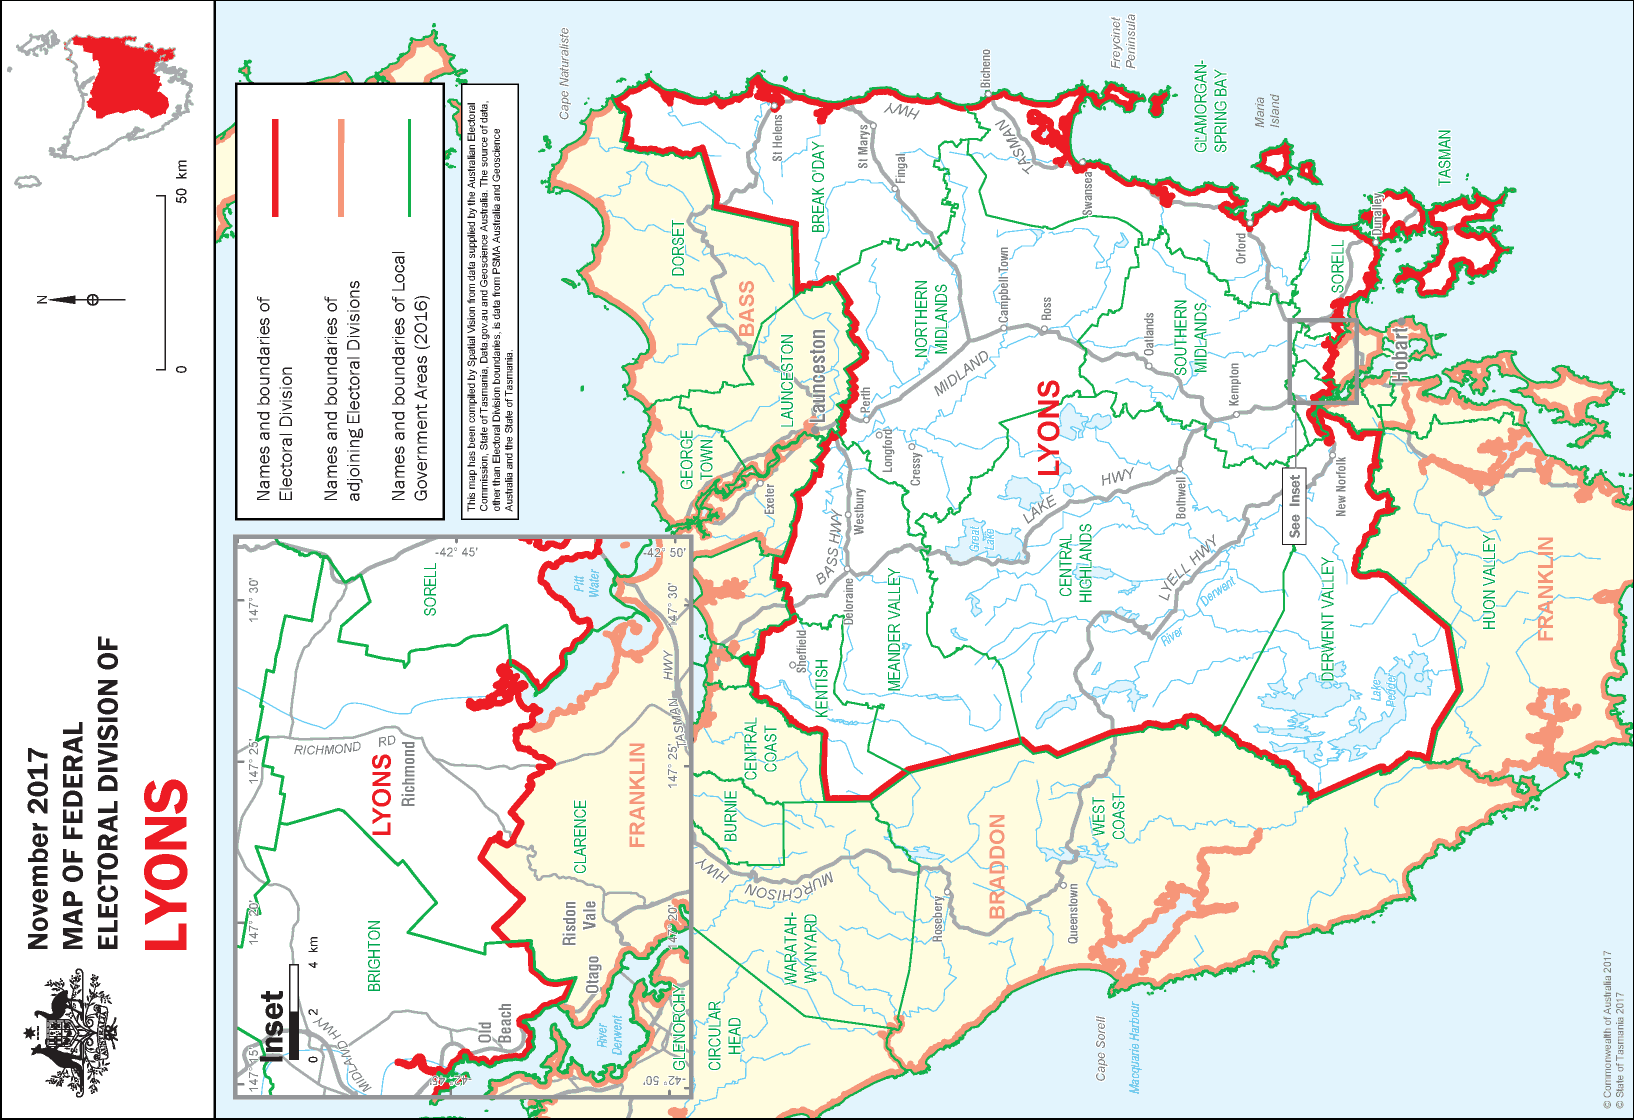 November 2017
MAP OF FEDERAL
ELECTORAL DIVISION OF
LYONS
N
0
50 km
Names and boundaries of
Electoral Division
Names and boundaries of
adjoining Electoral Divisions
Names and boundaries of Local
Government Areas (2016)
This map has been compiled by Spatial Vision from data supplied by the Australian Electoral
Commission, State of Tasmania, Data.gov.au and Geoscience Australia. The source of data,
other than Electoral Division boundaries, is data from PSMA Australia and Geoscience
Australia and the State of Tasmania.
Inset
0
2
4
km
147° 15'
147° 20'
147° 25'
147° 30'
-42° 45'
-42° 50'
147° 20'
147° 25'
147° 30'
-42° 45'
-42° 50'
MIDLAND HWY
BRIGHTON
RICHMOND RD
LYONS
Richmond
SORELL
Pitt
Water
Old
Beach
Otago
Risdon
Vale
CLARENCE
FRANKLIN
TASMAN HWY
TASMAN
River
Derwent
GLENORCHY
Cape Naturaliste
Freycinet
Peninsula
Bicheno
GLAMORGAN-
SPRING BAY
Maria
Island
TASMAN
St Helens
St Marys
HWY
Fingal
BREAK O'DAY
TASMAN
Swansea
Orford
Dunalley
SORELL
DORSET
BASS
LAUNCESTON
Launceston
GEORGE
TOWN
Exeter
NORTHERN
MIDLANDS
Campbell Town
Ross
MIDLAND
Perth
Longford
Cressy
LYONS
Oatlands
SOUTHERN
MIDLANDS
Kempton
Hobart
Westbury
BASS HWY
Deloraine
MEANDER VALLEY
Great
Lake
LAKE
HWY
Bothwell
CENTRAL
HIGHLANDS
LYELL HWY
River
Derwent
See Inset
New Norfolk
DERWENT VALLEY
Lake
Pedder
HUON VALLEY
FRANKLIN
Sheffield
KENTISH
CENTRAL
COAST
BURNIE
MURCHISON
HWY
WARATAH-
WYNYARD
CIRCULAR
HEAD
BRADDON
WEST
COAST
Rosebery
Queenstown
Cape Sorell
Macquarie Harbour
© Commonwealth of Australia 2017
© State of Tasmania 2017